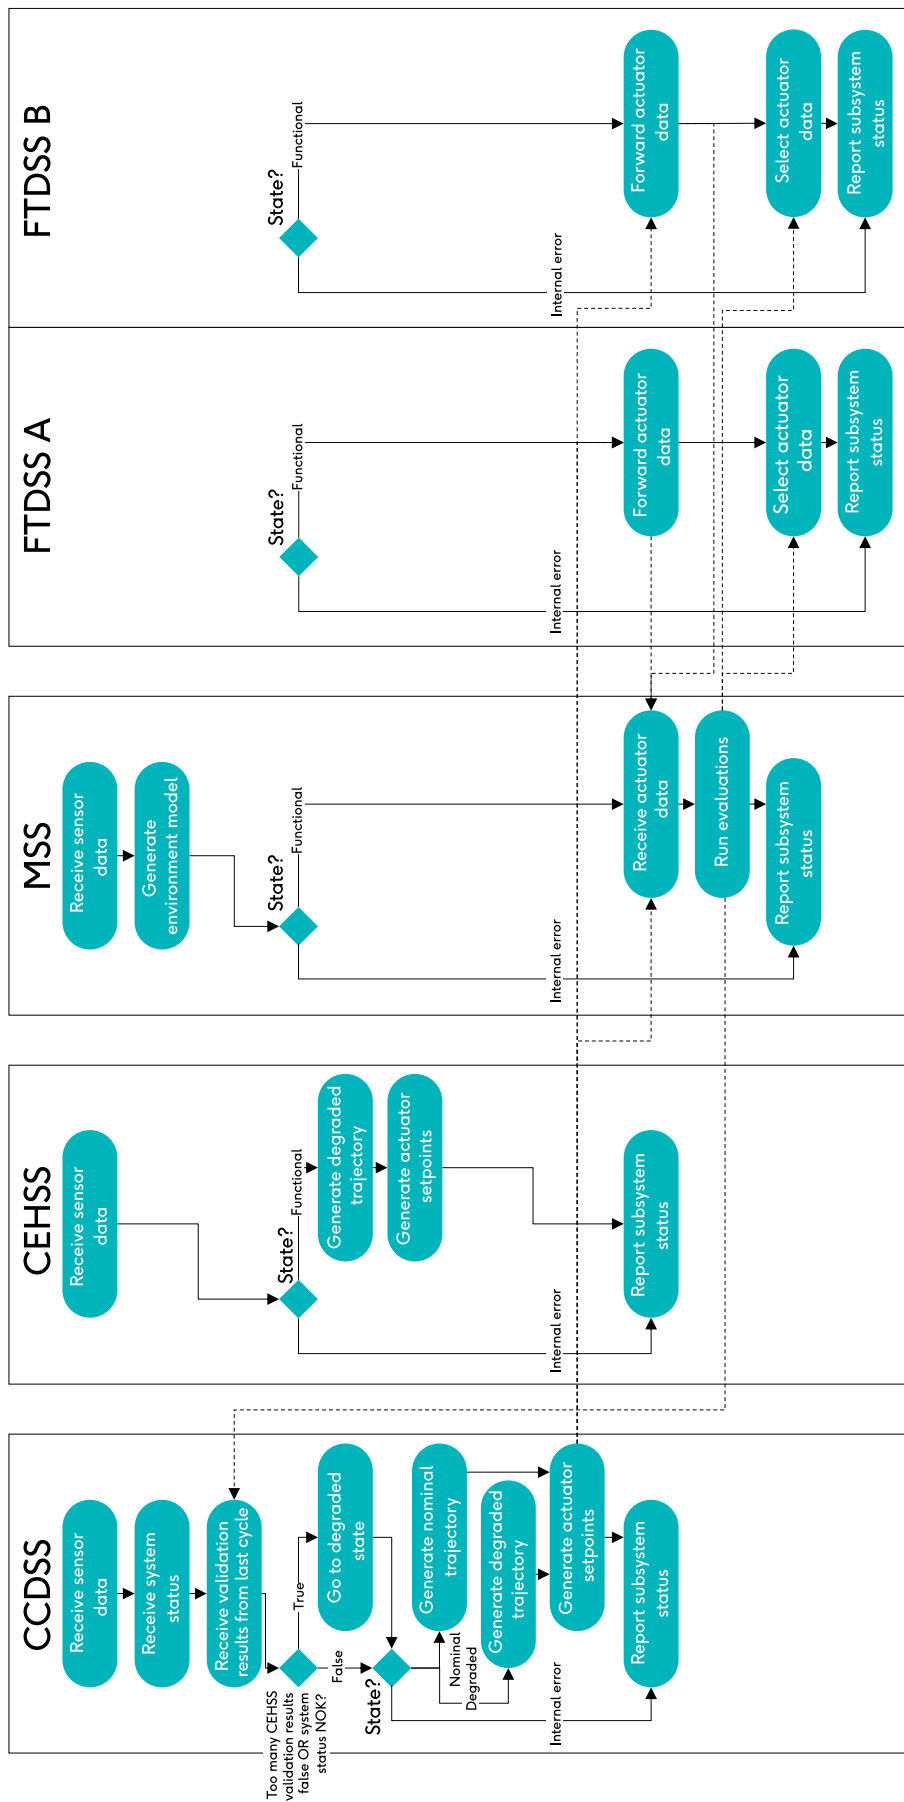 CCDSS
Receive sensor
data
Receive system
status
Receive validation
results from last cycle
Too many CEHSS
validation results
false OR system
status NOK?
True
False
Go to degraded
state
State?
Nominal
Degraded
Internal error
Generate nominal
trajectory
Generate degraded
trajectory
Generate actuator
setpoints
Report subsystem
status
CEHSS
Receive sensor
data
State?
Functional
Internal error
Generate degraded
trajectory
Generate actuator
setpoints
Report subsystem
status
MSS
Receive sensor
data
Generate
environment model
State?
Functional
Internal error
Receive actuator
data
Run evaluations
Report subsystem
status
FTDSS A
State?
Functional
Internal error
Forward actuator
data
Select actuator
data
Report subsystem
status
FTDSS B
State?
Functional
Internal error
Forward actuator
data
Select actuator
data
Report subsystem
status